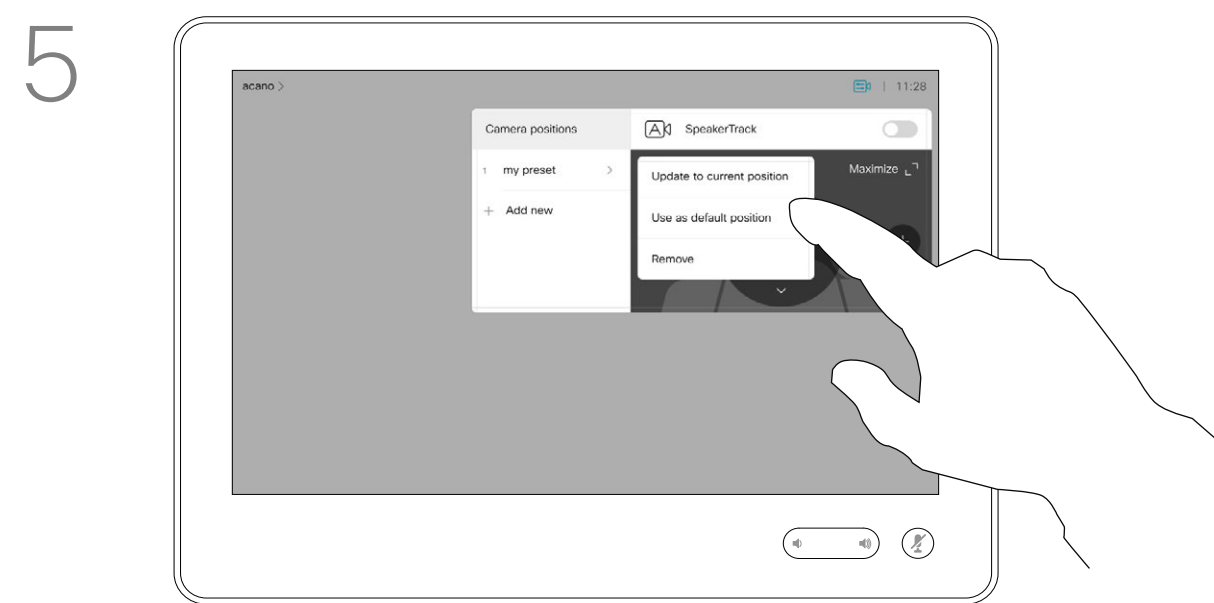 5
acano >
11:28
Camera positions
SpeakerTrack
1 my preset >
Update to current position
Maximize
+ Add new
Use as default position
Remove